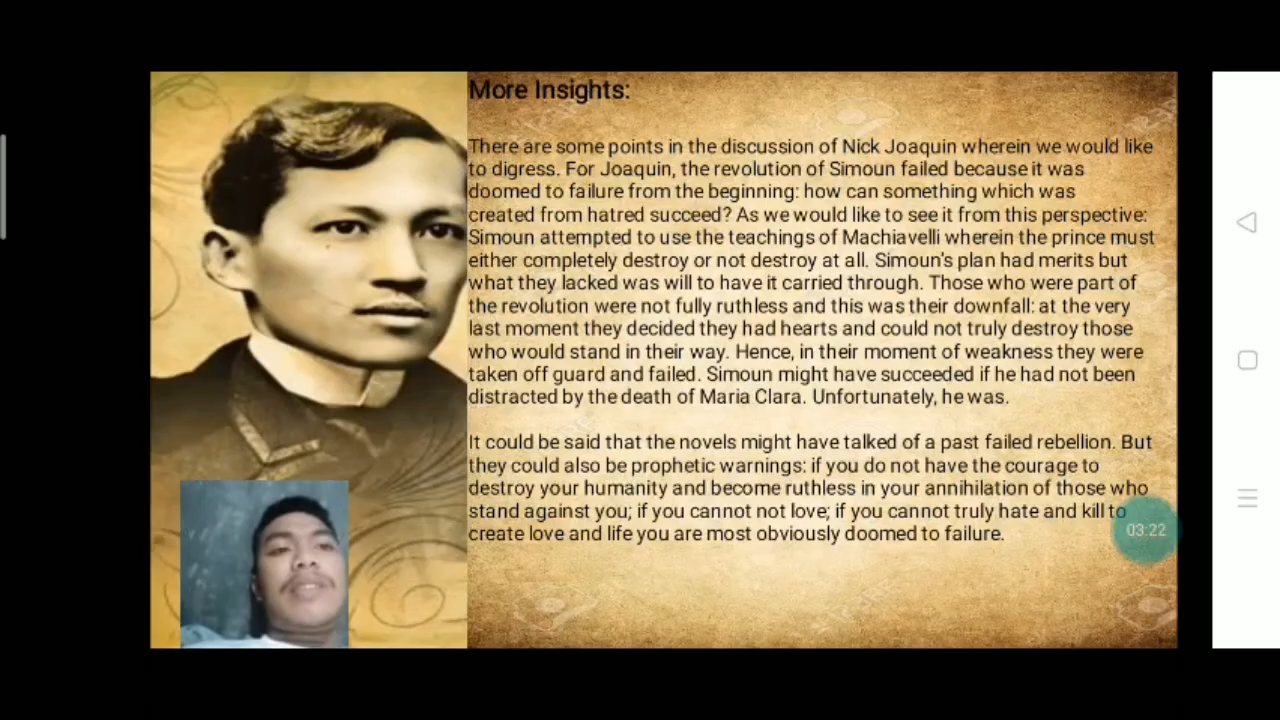 More Insights:
There are some points in the discussion of Nick Joaquin wherein we would like
to digress. For Joaquin, the revolution of Simoun failed because it was
doomed to failure from the beginning: how can something which was
created from hatred succeed? As we would like to see it from this perspective:
Simoun attempted to use the teachings of Machiavelli wherein the prince must
either completely destroy or not destroy at all. Simoun's plan had merits but
what they lacked was will to have it carried through. Those who were part of
the revolution were not fully ruthless and this was their downfall: at the very
last moment they decided they had hearts and could not truly destroy those
who would stand in their way. Hence, in their moment of weakness they were
taken off guard and failed. Simoun might have succeeded if he had not been
distracted by the death of Maria Clara. Unfortunately, he was.
It could be said that the novels might have talked of a past failed rebellion. But
they could also be prophetic warnings: if you do not have the courage to
destroy your humanity and become ruthless in your annihilation of those who
stand against you; if you cannot not love; if you cannot truly hate and kill to
create love and life you are most obviously doomed to failure.
03:22